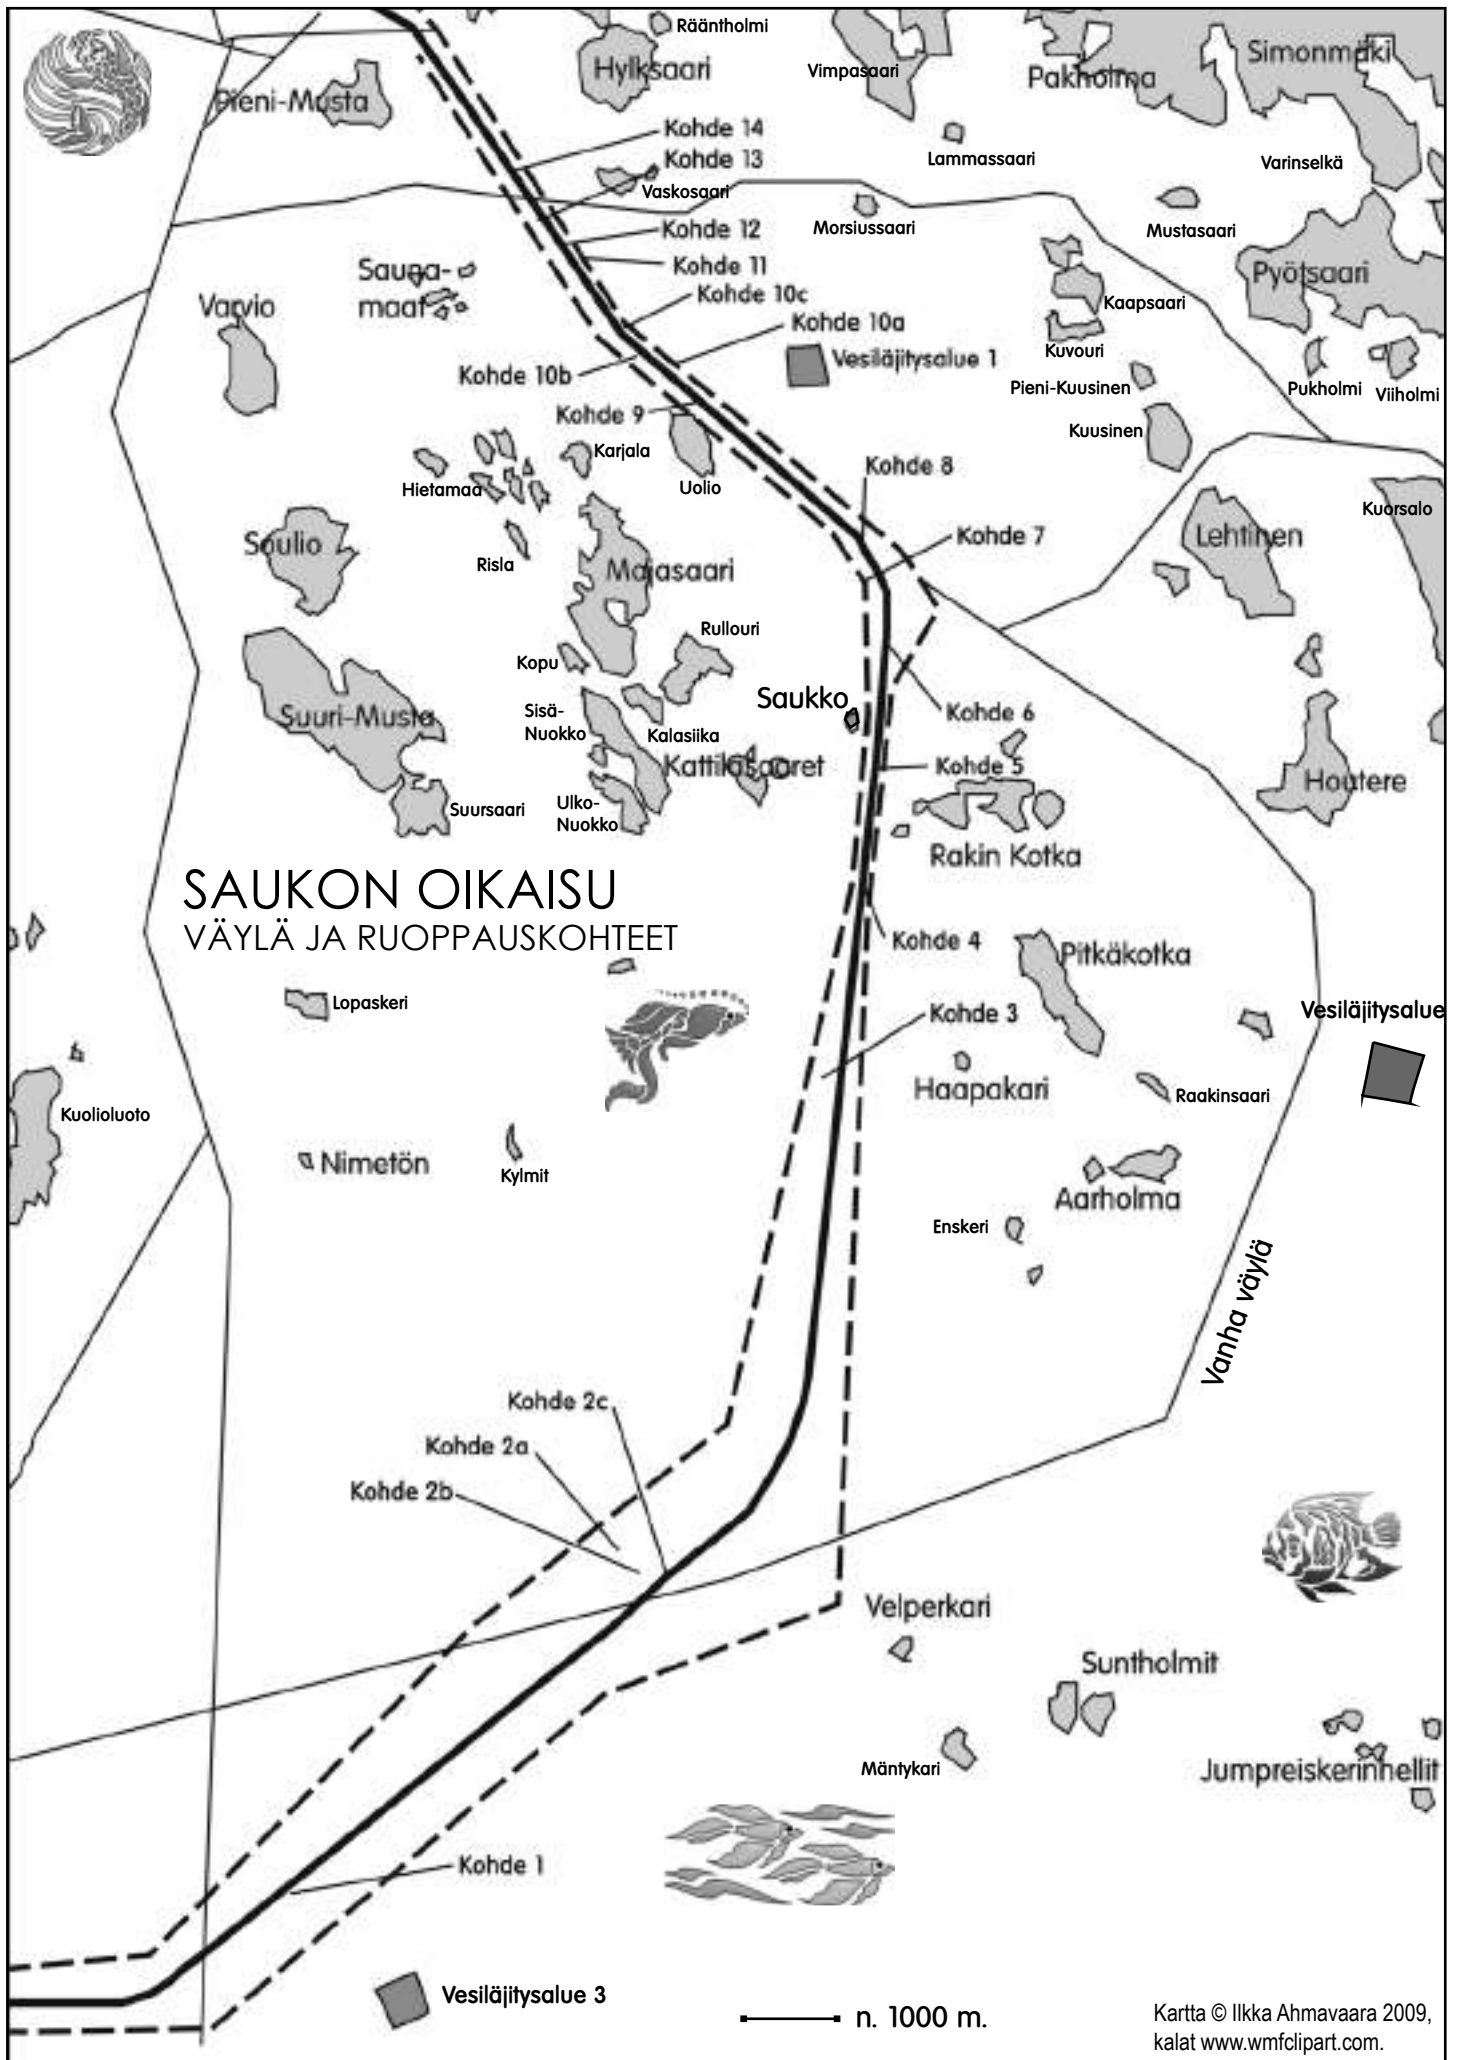 Rääntholmi
Hylksaari
Vimpasaari
Pakholma
Simonmäki
Pieni-Musta
Kohde 14
Kohde 13
Lammassaari
Varinselkä
Vaskosaari
Kohde 12
Morsiussaari
Mustasaari
Kohde 11
Sauna-
maat
Varvio
Kohde 10c
Kohde 10a
Pyötsaari
Kaapsaari
Kuvouri
Vesiläjitysalue 1
Kohde 10b
Pieni-Kuusinen
Pukholmi
Viiholmi
Kohde 9
Kuusinen
Karjala
Hietamaa
Uolio
Kohde 8
Kuorsalo
Soulio
Risla
Majasaari
Kohde 7
Lehtinen
Rullouri
Kopu
Suuri-Musta
Sisä-
Nuokko
Saukko
Kohde 6
Kalasiika
Kattilasaaret
Kohde 5
Houtere
Suursaari
Ulko-
Nuokko
Rakin Kotka
SAUKON OIKAISU
VÄYLÄ JA RUOPPAUSKOHTEET
Kohde 4
Pitkäkotka
Lopaskeri
Kohde 3
Vesiläjitysalue
Haapakari
Raakinsaari
Kuolioluoto
Nimetön
Kylmit
Aarholma
Enskeri
Vanha väylä
Kohde 2c
Kohde 2a
Kohde 2b
Velperkari
Suntholmit
Mäntykari
Jumpreiskerinhellit
Kohde 1
Vesiläjitysalue 3
n. 1000 m.
Kartta © Ilkka Ahmavaara 2009,
kalat www.wmfclipart.com.